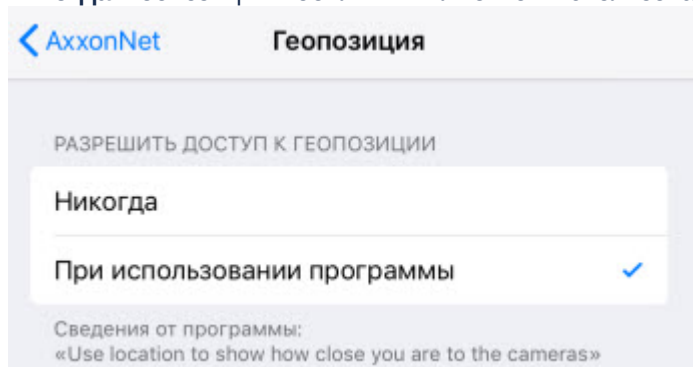 AxxonNet Геопозиция
РАЗРЕШИТЬ ДОСТУП К ГЕОПОЗИЦИИ
Никогда
При использовании программы
Сведения от программы:
«Use location to show how close you are to the cameras»